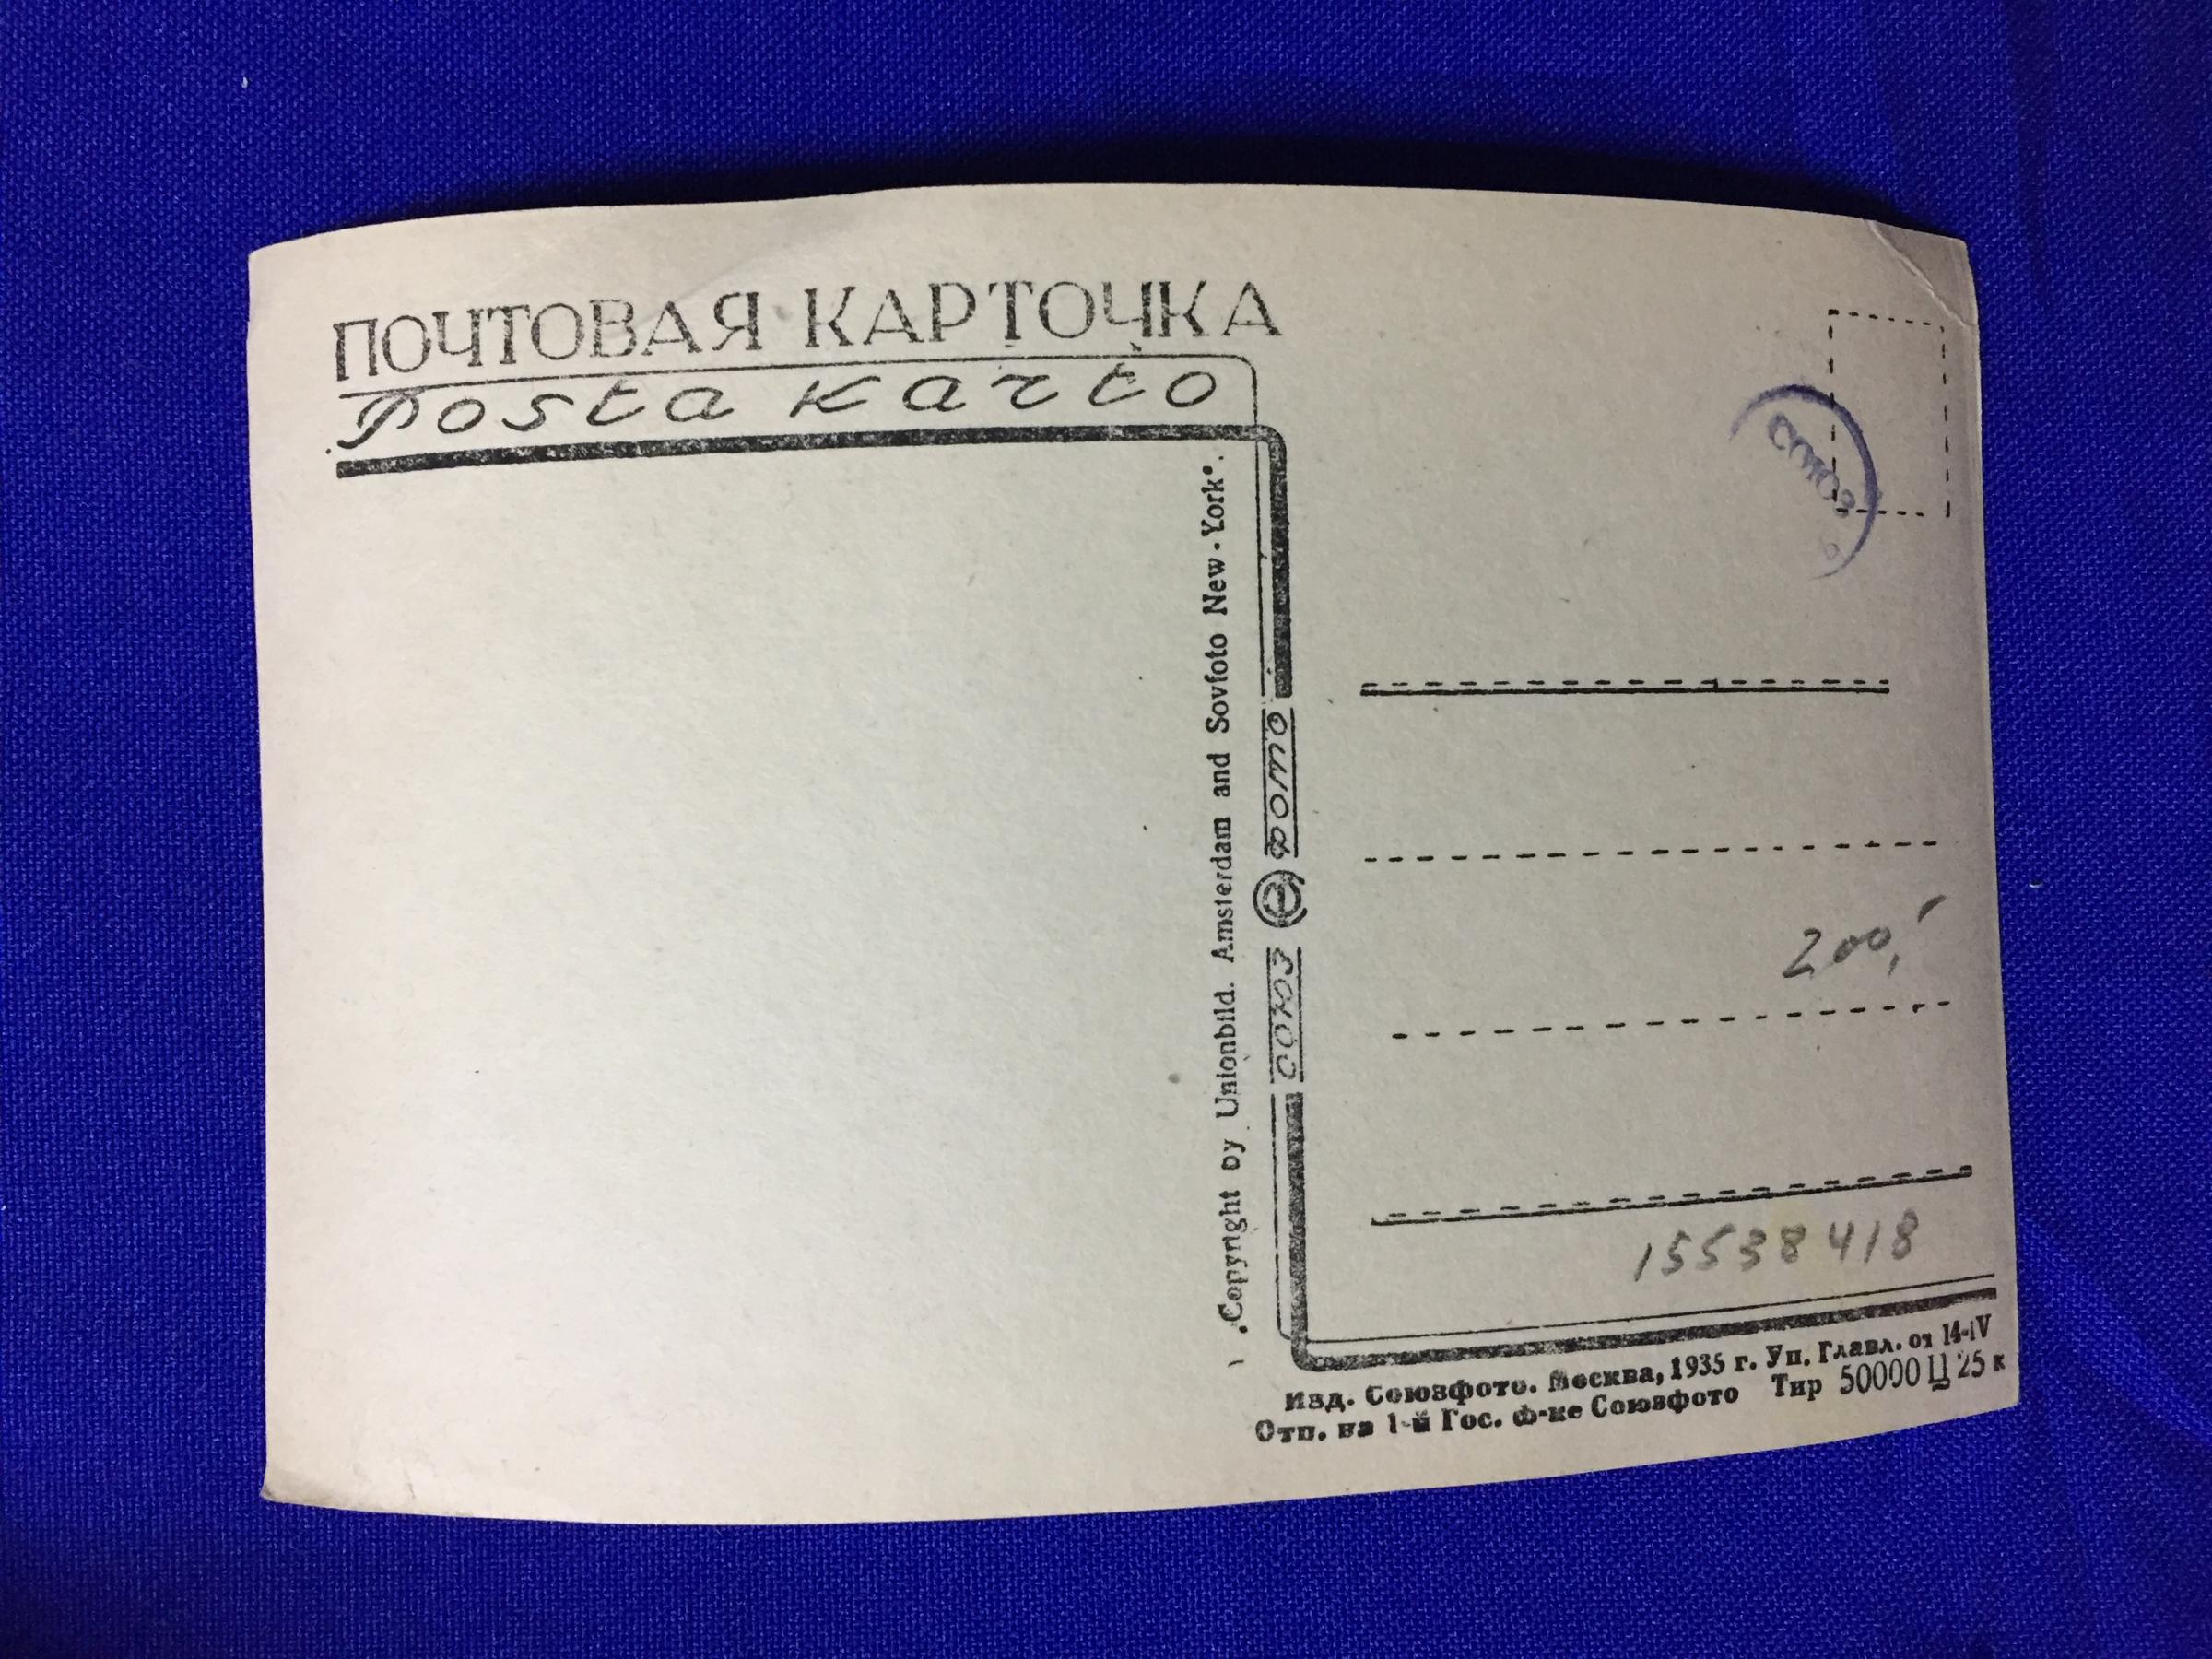 ПОЧТОВАЯ КАРТОЧКА
Posta karto
„Copyright by Unionbild. Amsterdam and Sovfoto New-York".
СОЮЗ
ФОТО
СОЮЗ
200,-
15538418
Изд. Союзфото. Москва, 1935 г. Уп. Главл. от 14-IV
Отп. на 1-й Гос. ф-ке Союзфото Тир 50000 Ц 25 к